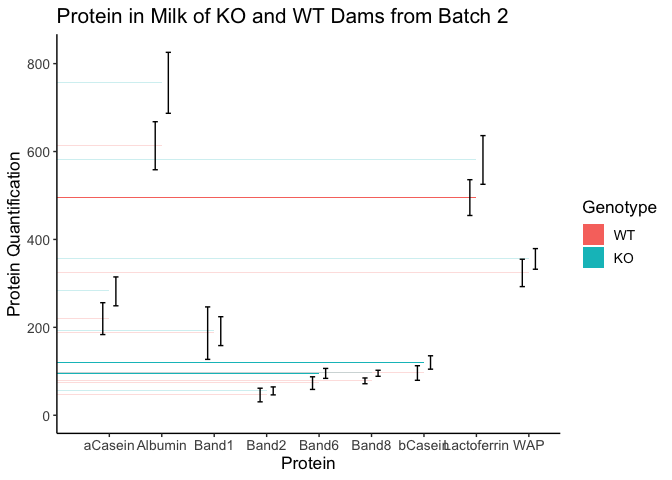 Protein in Milk of KO and WT Dams from Batch 2
Protein Quantification
800
600
400
200
0
aCasein Albumin Band1 Band2 Band6 Band8 bCasein Lactoferrin WAP
Protein
Genotype
WT
KO